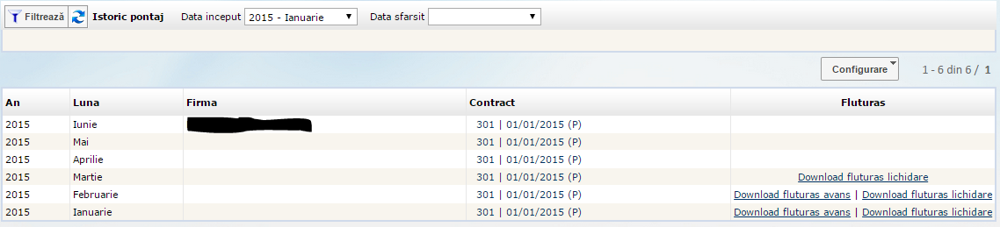 Filtrează Istoric pontaj Data inceput 2015 - Ianuarie Data sfarsit
Configurare 1 - 6 din 6 / 1
An Luna Firma Contract Fluturas
2015 Iunie 301 | 01/01/2015 (P)
2015 Mai 301 | 01/01/2015 (P)
2015 Aprilie 301 | 01/01/2015 (P)
2015 Martie 301 | 01/01/2015 (P) Download fluturas lichidare
2015 Februarie 301 | 01/01/2015 (P) Download fluturas avans | Download fluturas lichidare
2015 Ianuarie 301 | 01/01/2015 (P) Download fluturas avans | Download fluturas lichidare